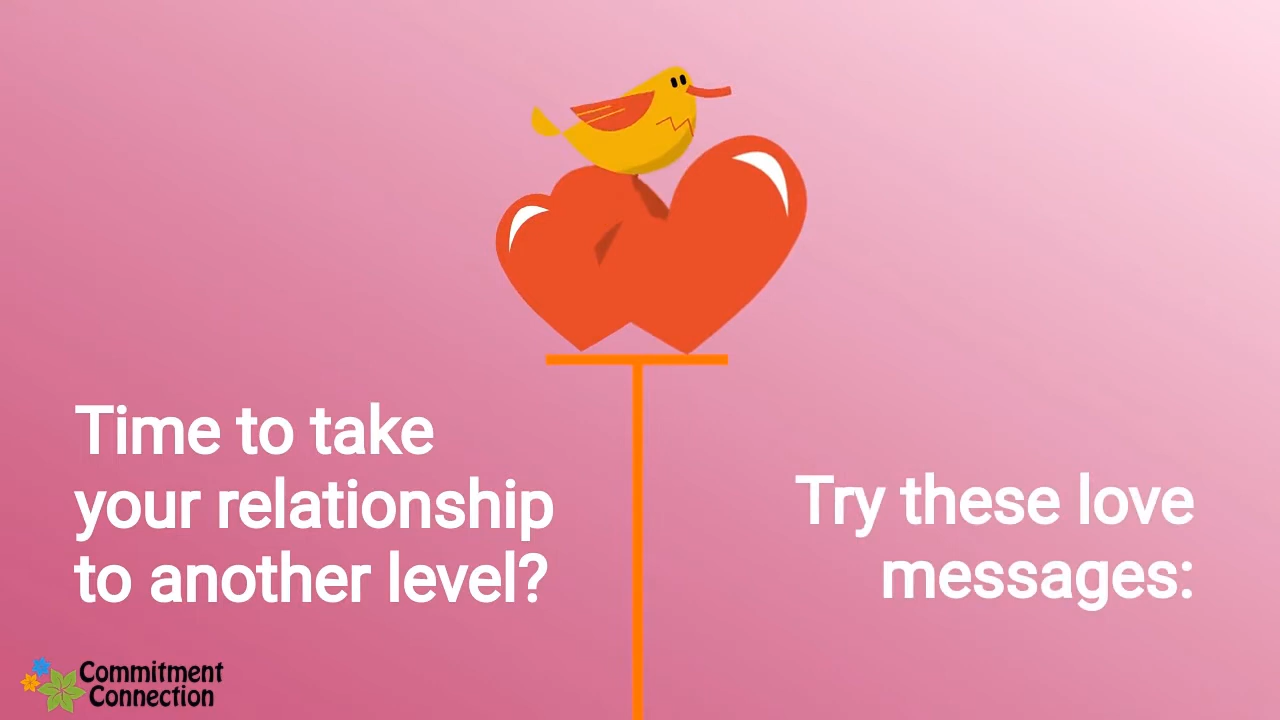 Time to take
your relationship
to another level?
Try these love
messages:
Commitment
Connection